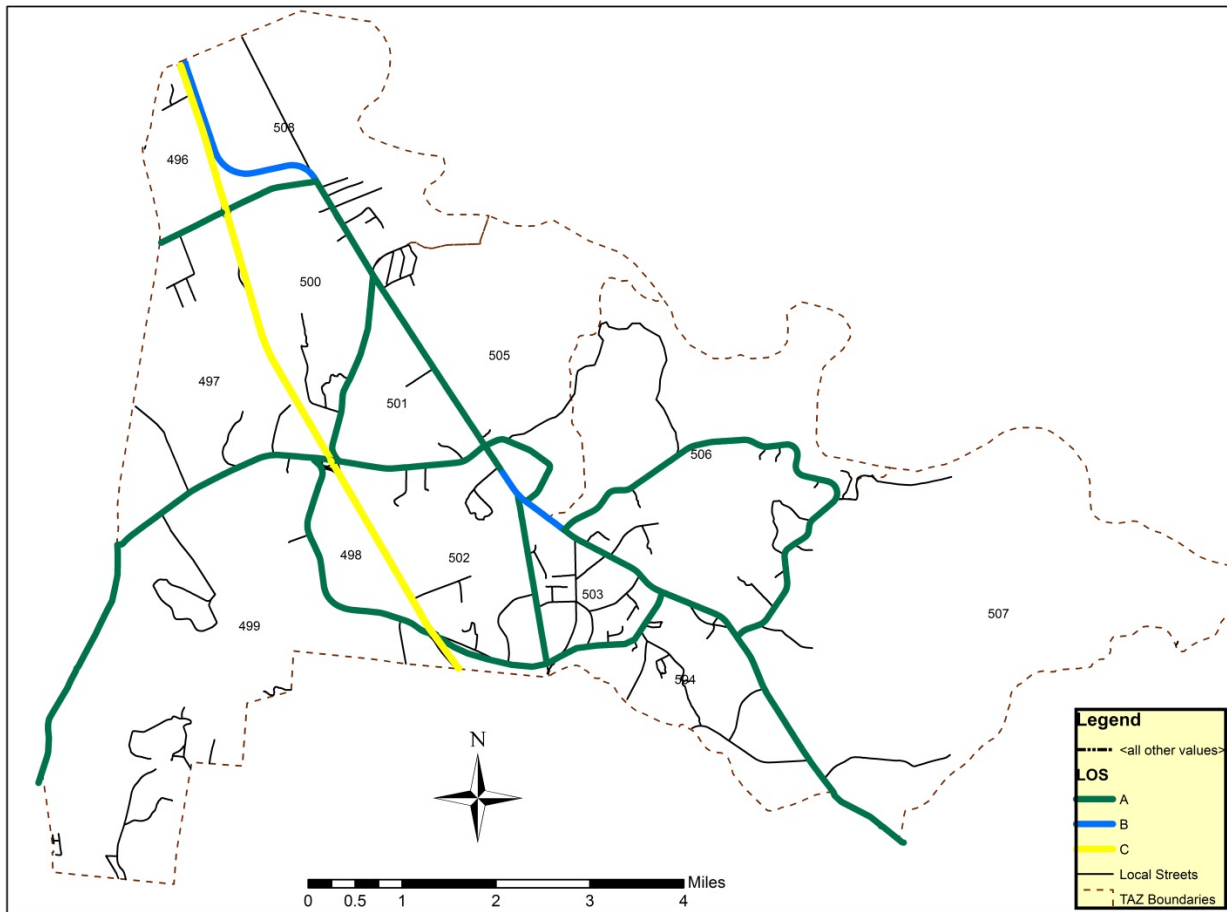 508
496
500
497
505
501
506
498
502
503
507
499
504
N
Miles
0 0.5 1 2 3 4
Legend
<all other values>
LOS
A
B
C
Local Streets
TAZ Boundaries